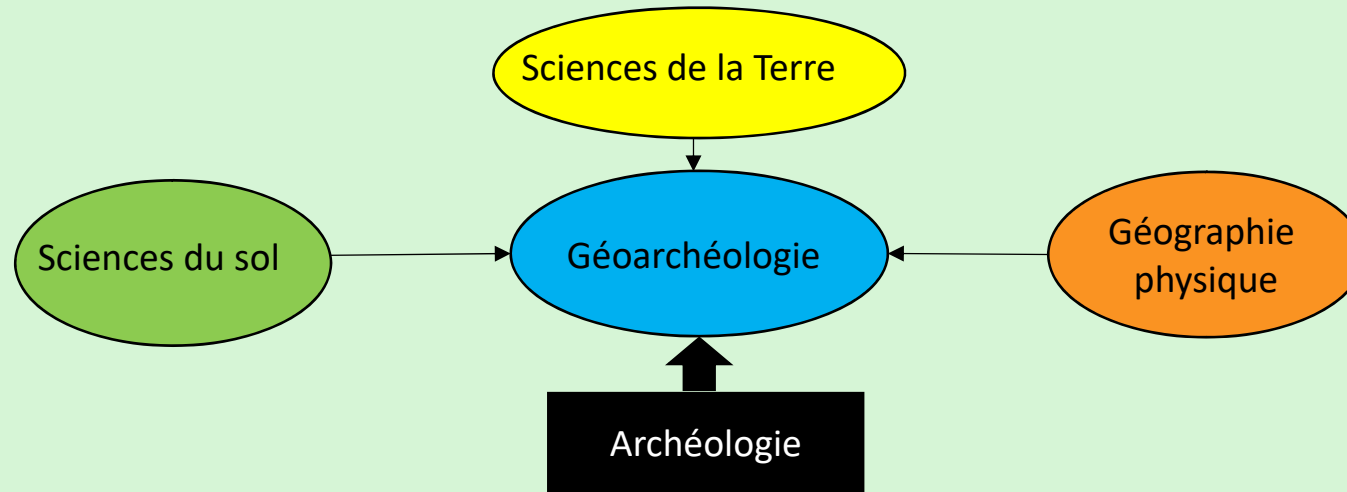 Sciences de la Terre
Sciences du sol
Géoarchéologie
Géographie
physique
Archéologie